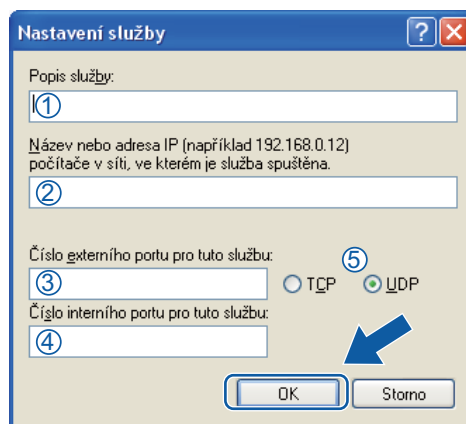 Nastavení služby
Popis služby:
①
Název nebo adresa IP (například 192.168.0.12)
počítače v síti, ve kterém je služba spuštěna.
②
Číslo externího portu pro tuto službu:
⑤
③ TCP UDP
Číslo interního portu pro tuto službu:
④
OK Storno